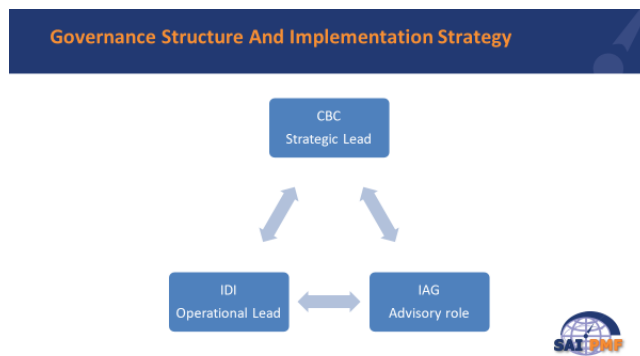 Governance Structure And Implementation Strategy
CBC
Strategic Lead
IDI
Operational Lead
IAG
Advisory role
SAI PMF